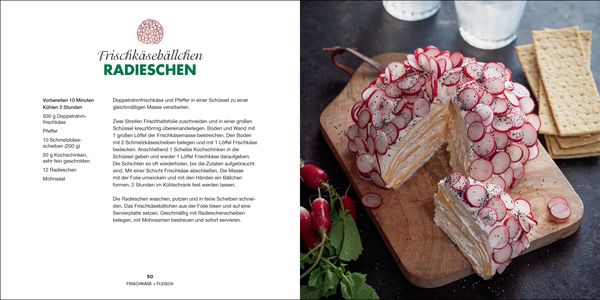 Frischkäsebällchen
RADIESCHEN
Vorbereiten 10 Minuten
Kühlen 2 Stunden
500 g Doppelrahm-
frischkäse
Pfeffer
10 Schmelzkäse-
scheiben (200 g)
50 g Kochschinken,
sehr fein geschnitten
12 Radieschen
Mohnsaat
Doppelrahmfrischkäse und Pfeffer in einer Schüssel zu einer
gleichmäßigen Masse verarbeiten.
Zwei Streifen Frischhaltefolie zuschneiden und in einer großen
Schüssel kreuzförmig übereinanderlegen. Boden und Wand mit
1 großen Löffel der Frischkäsemasse bestreichen. Den Boden
mit 2 Schmelzkäsescheiben belegen und mit 1 Löffel Frischkäse
bedecken. Anschließend 1 Scheibe Kochschinken in die
Schüssel geben und wieder 1 Löffel Frischkäse daraufgeben.
Die Schichten so oft wiederholen, bis die Zutaten aufgebraucht
sind. Mit einer Schicht Frischkäse abschließen. Die Masse
mit der Folie umwickeln und mit den Händen ein Bällchen
formen, 2 Stunden im Kühlschrank fest werden lassen.
Die Radieschen waschen, putzen und in feine Scheiben schnei-
den. Das Frischkäsebällchen aus der Folie lösen und auf eine
Servierplatte setzen. Gleichmäßig mit Radieschenscheiben
belegen, mit Mohnsamen bestreuen und sofort servieren.
50
FRISCHKÄSE + FLEISCH